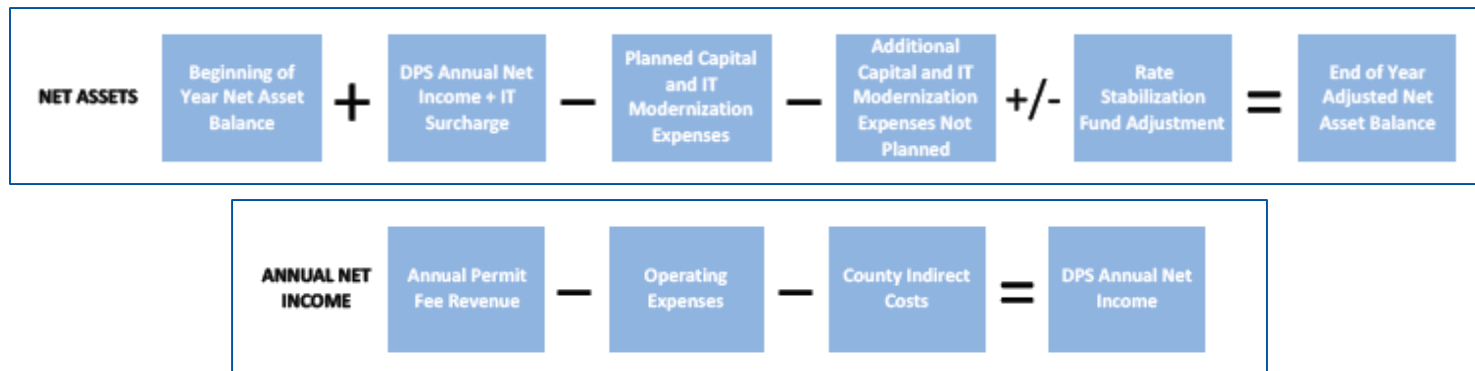 NET ASSETS
Beginning of
Year Net Asset
Balance
+
DPS Annual Net
Income + IT
Surcharge
−
Planned Capital
and IT
Modernization
Expenses
−
Additional
Capital and IT
Modernization
Expenses Not
Planned
+/-
Rate
Stabilization
Fund Adjustment
=
End of Year
Adjusted Net
Asset Balance
ANNUAL NET
INCOME
Annual Permit
Fee Revenue
−
Operating
Expenses
−
County Indirect
Costs
=
DPS Annual Net
Income